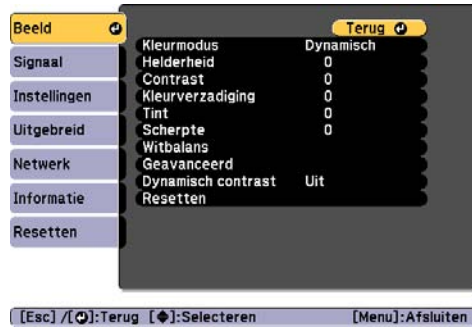 Beeld
Signaal
Instellingen
Uitgebreid
Netwerk
Informatie
Resetten
Terug
Kleurmodus Dynamisch
Helderheid 0
Contrast 0
Kleurverzadiging 0
Tint 0
Scherpte 0
Witbalans
Geavanceerd
Dynamisch contrast Uit
Resetten
[Esc] /[ ]:Terug [ ]:Selecteren [Menu]:Afsluiten